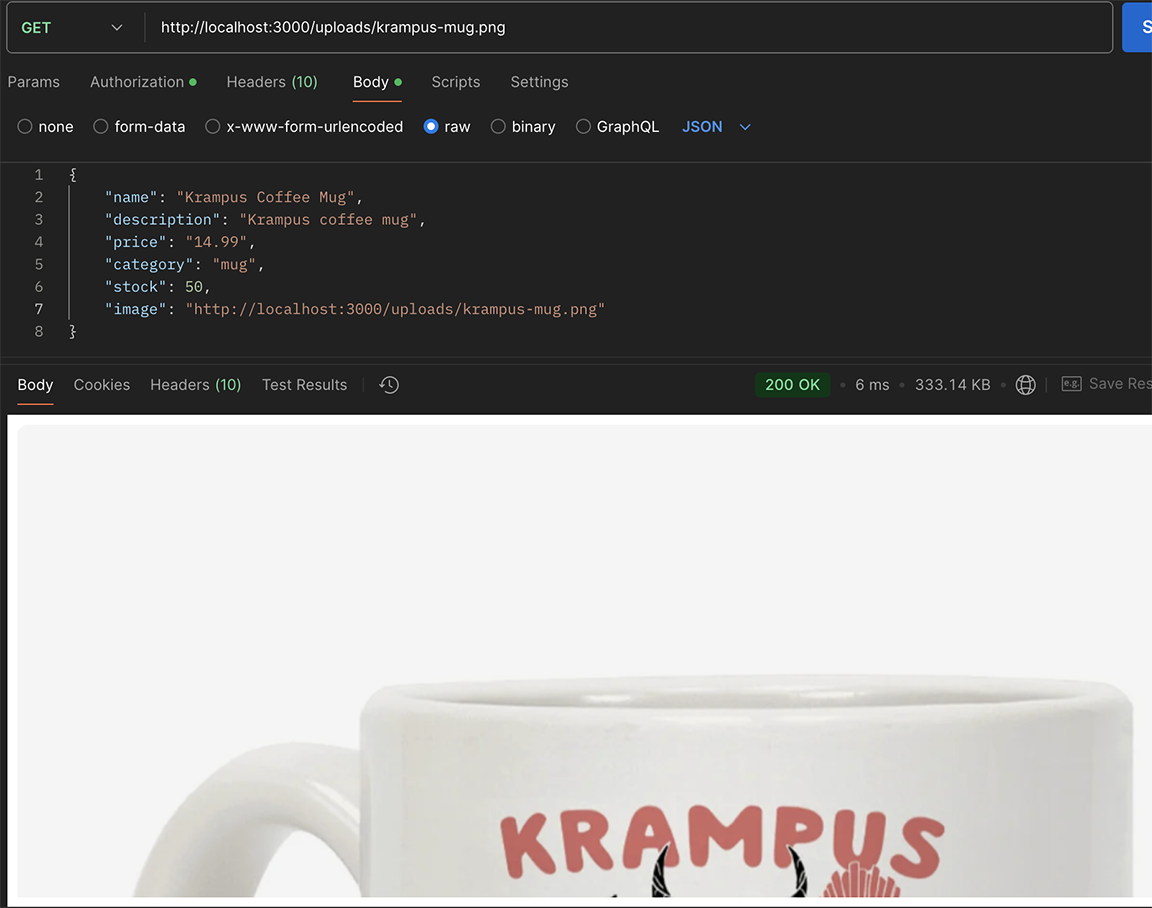 GET http://localhost:3000/uploads/krampus-mug.png S
Params Authorization Headers (10) Body Scripts Settings
none form-data x-www-form-urlencoded raw binary GraphQL JSON
1 {
2 "name": "Krampus Coffee Mug",
3 "description": "Krampus coffee mug",
4 "price": "14.99",
5 "category": "mug",
6 "stock": 50,
7 "image": "http://localhost:3000/uploads/krampus-mug.png"
8 }
Body Cookies Headers (10) Test Results 200 OK • 6 ms • 333.14 KB • e.g. Save Res
KRAMPUS